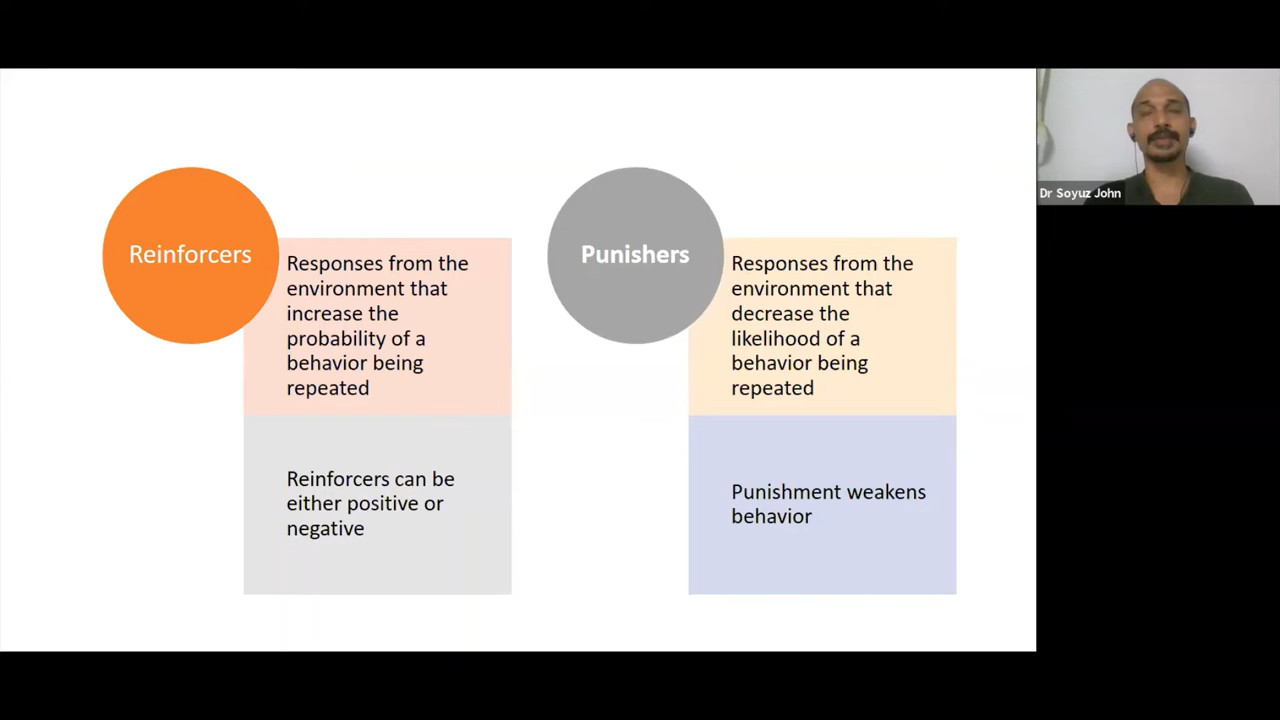 Reinforcers
Responses from the
environment that
increase the
probability of a
behavior being
repeated
Reinforcers can be
either positive or
negative
Punishers
Responses from the
environment that
decrease the
likelihood of a
behavior being
repeated
Punishment weakens
behavior
Dr Soyuz John